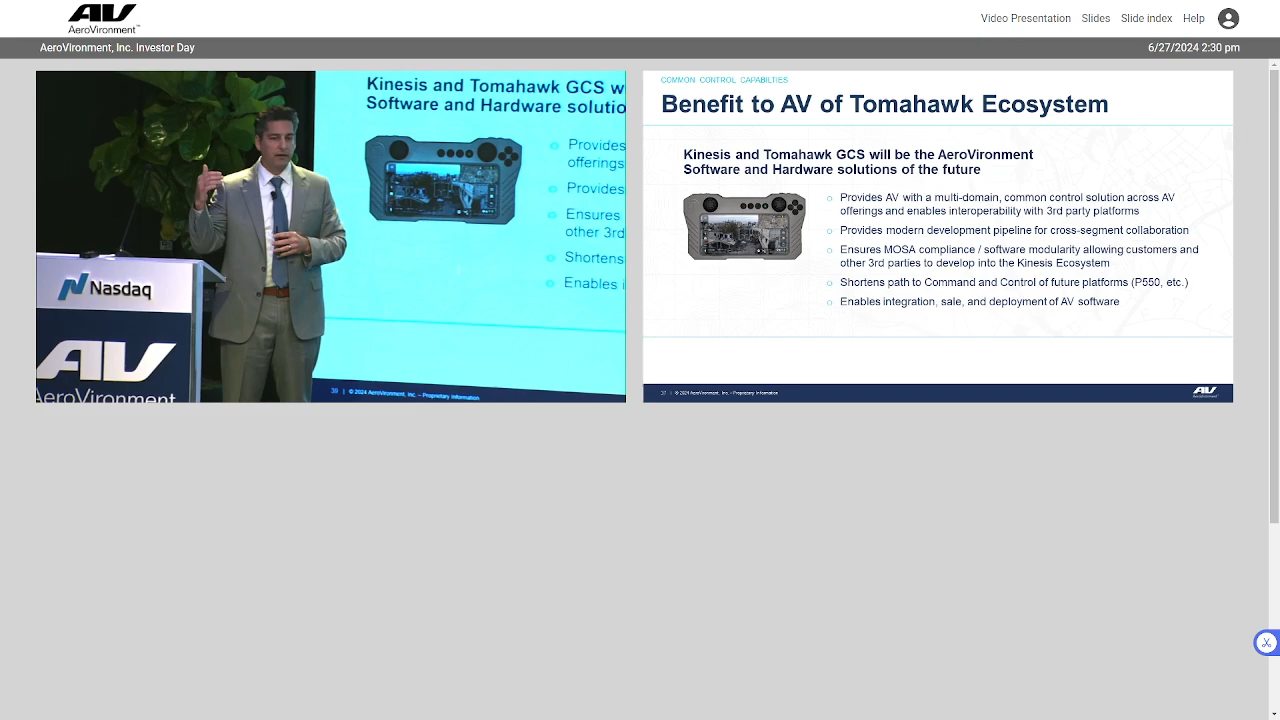 AV
AeroVironment™
Video Presentation Slides Slide index Help
AeroVironment, Inc. Investor Day
6/27/2024 2:30 pm
Kinesis and Tomahawk GCS w
Software and Hardware solutio
Provides
offerings
Provides
Ensures
other 3rd
Shortens
Enables i
Nasdaq
AV
AeroVironment
39 | © 2024 AeroVironment, Inc. – Proprietary Information
COMMON CONTROL CAPABILTIES
Benefit to AV of Tomahawk Ecosystem
Kinesis and Tomahawk GCS will be the AeroVironment
Software and Hardware solutions of the future
Provides AV with a multi-domain, common control solution across AV
offerings and enables interoperability with 3rd party platforms
Provides modern development pipeline for cross-segment collaboration
Ensures MOSA compliance / software modularity allowing customers and
other 3rd parties to develop into the Kinesis Ecosystem
Shortens path to Command and Control of future platforms (P550, etc.)
Enables integration, sale, and deployment of AV software
37 | © 2024 AeroVironment, Inc. – Proprietary Information
AV
AeroVironment